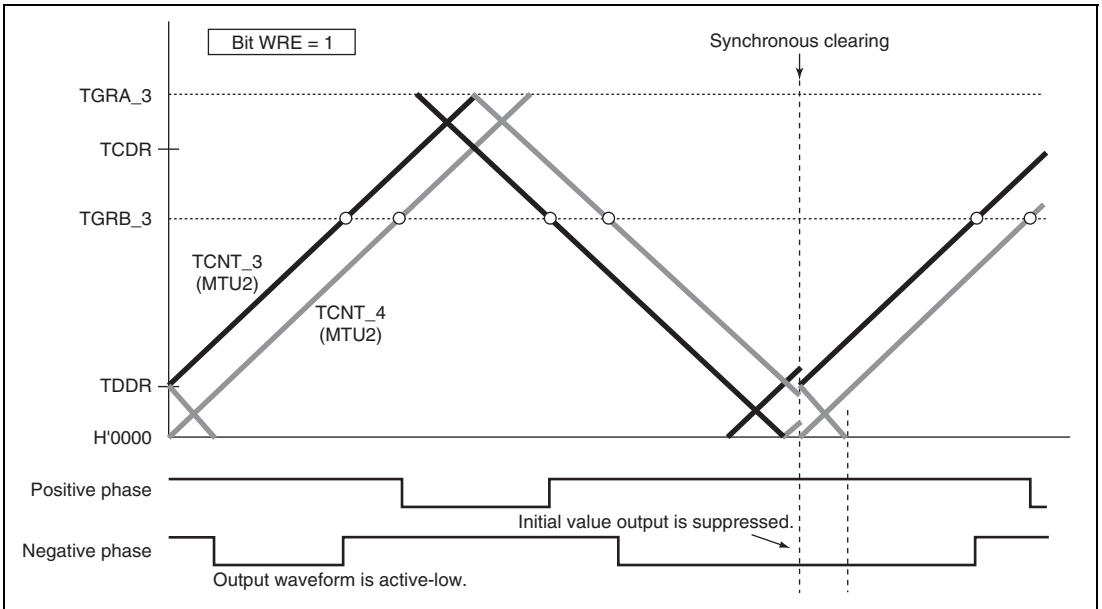 Bit WRE = 1
Synchronous clearing
TGRA_3
TCDR
TGRB_3
TCNT_3
(MTU2)
TCNT_4
(MTU2)
TDDR
H'0000
Positive phase
Initial value output is suppressed.
Negative phase
Output waveform is active-low.